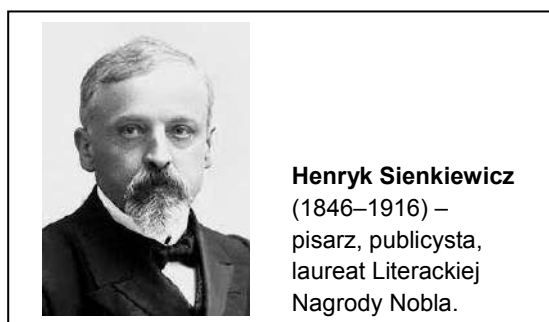 Henryk Sienkiewicz
(1846–1916) –
pisarz, publicysta,
laureat Literackiej
Nagrody Nobla.